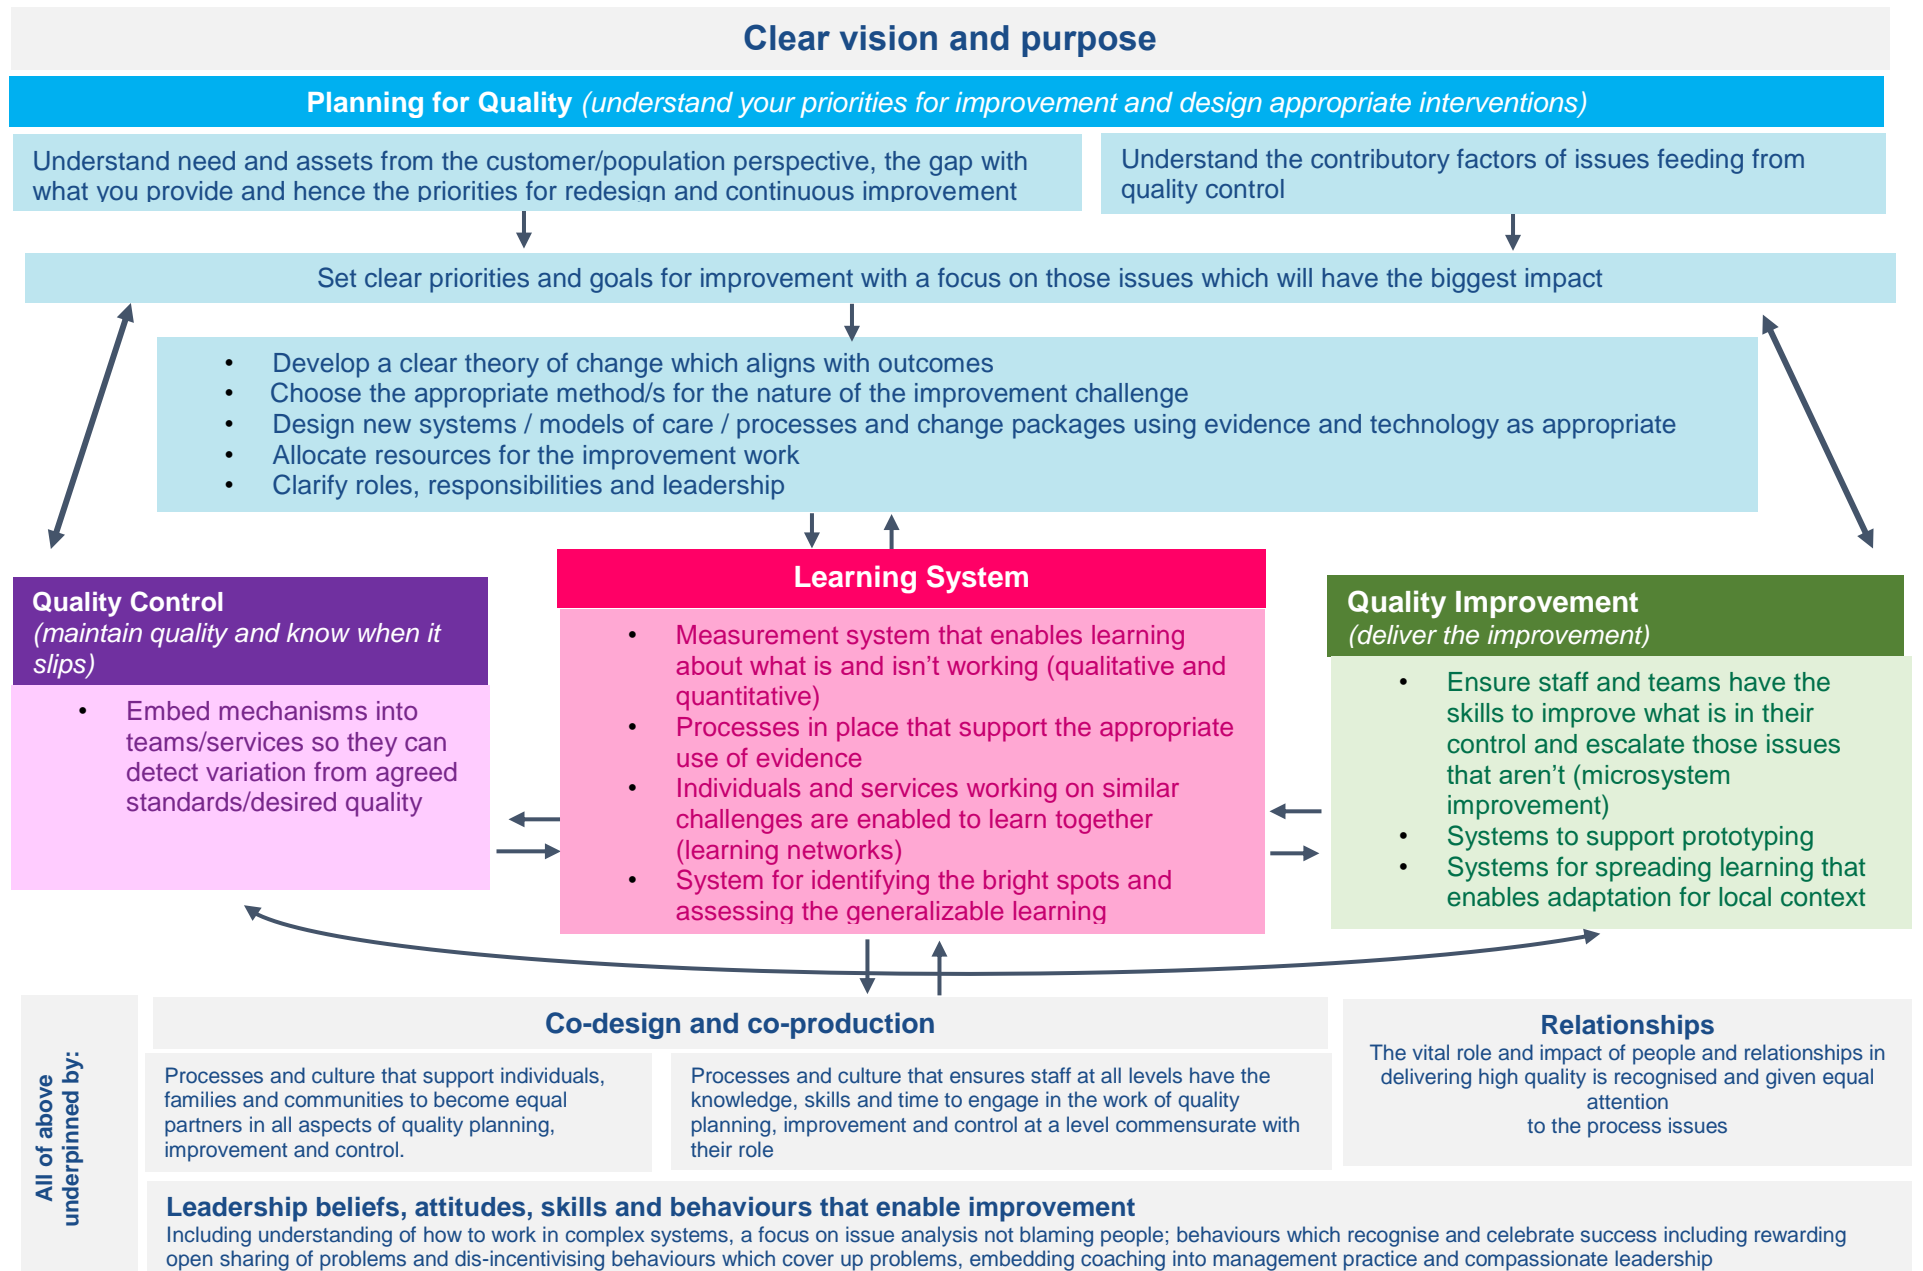 Clear vision and purpose
Planning for Quality (understand your priorities for improvement and design appropriate interventions)
Understand need and assets from the customer/population perspective, the gap with
what you provide and hence the priorities for redesign and continuous improvement
Understand the contributory factors of issues feeding from
quality control
Set clear priorities and goals for improvement with a focus on those issues which will have the biggest impact
• Develop a clear theory of change which aligns with outcomes
• Choose the appropriate method/s for the nature of the improvement challenge
• Design new systems / models of care / processes and change packages using evidence and technology as appropriate
• Allocate resources for the improvement work
• Clarify roles, responsibilities and leadership
Quality Control
(maintain quality and know when it
slips)
• Embed mechanisms into
teams/services so they can
detect variation from agreed
standards/desired quality
Learning System
• Measurement system that enables learning
about what is and isn’t working (qualitative and
quantitative)
• Processes in place that support the appropriate
use of evidence
• Individuals and services working on similar
challenges are enabled to learn together
(learning networks)
• System for identifying the bright spots and
assessing the generalizable learning
Quality Improvement
(deliver the improvement)
• Ensure staff and teams have the
skills to improve what is in their
control and escalate those issues
that aren’t (microsystem
improvement)
• Systems to support prototyping
• Systems for spreading learning that
enables adaptation for local context
All of above
underpinned by:
Co-design and co-production
Processes and culture that support individuals,
families and communities to become equal
partners in all aspects of quality planning,
improvement and control.
Processes and culture that ensures staff at all levels have the
knowledge, skills and time to engage in the work of quality
planning, improvement and control at a level commensurate with
their role
Relationships
The vital role and impact of people and relationships in
delivering high quality is recognised and given equal
attention
to the process issues
Leadership beliefs, attitudes, skills and behaviours that enable improvement
Including understanding of how to work in complex systems, a focus on issue analysis not blaming people; behaviours which recognise and celebrate success including rewarding
open sharing of problems and dis-incentivising behaviours which cover up problems, embedding coaching into management practice and compassionate leadership